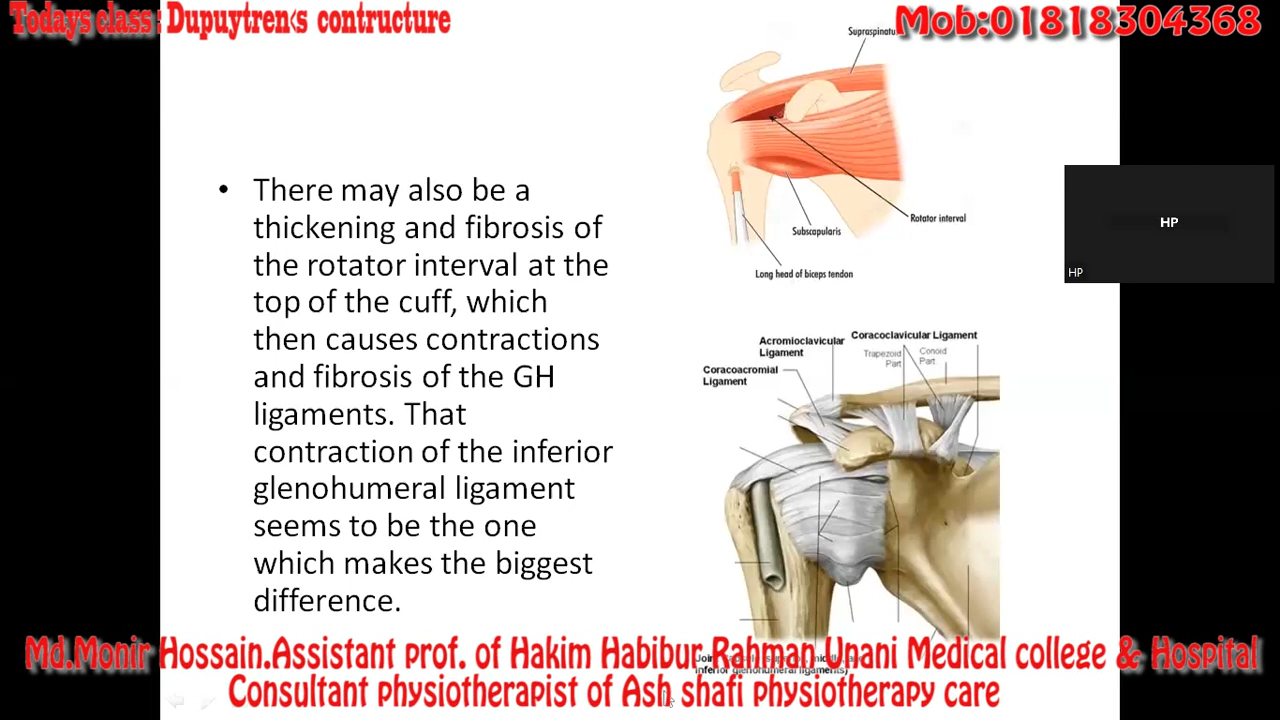 Todays class : Dupuytren‹s contructure
Mob:01818304368
Supraspinatu
Rotator interval
Subscapularis
Long head of biceps tendon
• There may also be a
thickening and fibrosis of
the rotator interval at the
top of the cuff, which
then causes contractions
and fibrosis of the GH
ligaments. That
contraction of the inferior
glenohumeral ligament
seems to be the one
which makes the biggest
difference.
HP
HP
Acromioclavicular
Ligament
Coracoclavicular Ligament
Trapezoid
Part
Conoid
Part
Coracoacromial
Ligament
inferior glenohumeral ligaments)
Md.Monir Hossain.Assistant prof. of Hakim Habibur Rahman Unani Medical college & Hospital
Consultant physiotherapist of Ash shafi physiotherapy care